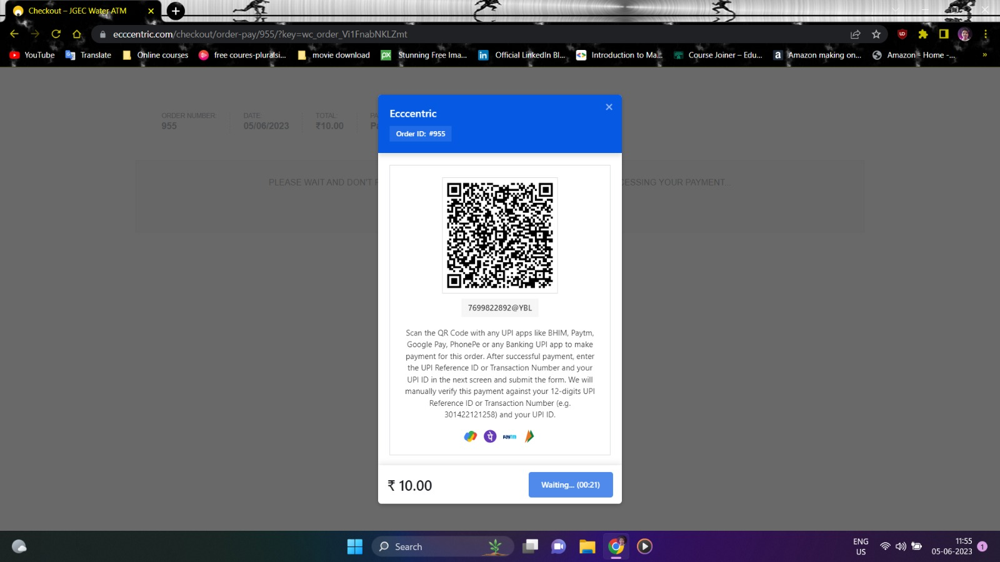 Checkout – JGEC Water ATM
ecccentric.com/checkout/order-pay/955/?key=wc_order_Vi1FnabNKLZmt
YouTube
Translate
Online courses
free coures-pluralsi...
movie download
Stunning Free Ima...
Official LinkedIn Bl...
Introduction to Ma...
Course Joiner – Edu...
Amazon making on...
Amazon - Home -...
ORDER NUMBER:
955
DATE:
05/06/2023
TOTAL:
₹10.00
PA
Pa
PLEASE WAIT AND DON'T
CESSING YOUR PAYMENT...
Ecccentric
Order ID: #955
7699822892@YBL
Scan the QR Code with any UPI apps like BHIM, Paytm,
Google Pay, PhonePe or any Banking UPI app to make
payment for this order. After successful payment, enter
the UPI Reference ID or Transaction Number and your
UPI ID in the next screen and submit the form. We will
manually verify this payment against your 12-digits UPI
Reference ID or Transaction Number (e.g.
301422121258) and your UPI ID.
पे
paytm
₹ 10.00
Waiting... (00:21)
Search
ENG
US
11:55
05-06-2023
1